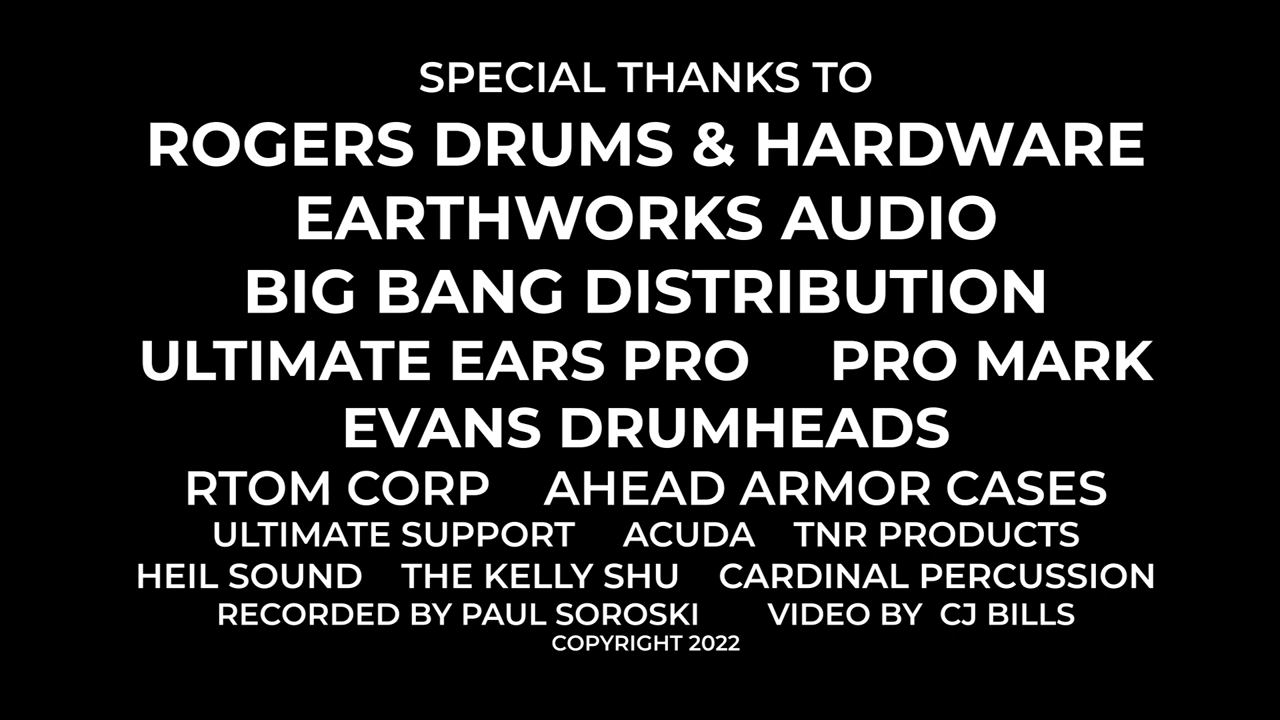 SPECIAL THANKS TO
ROGERS DRUMS & HARDWARE
EARTHWORKS AUDIO
BIG BANG DISTRIBUTION
ULTIMATE EARS PRO PRO MARK
EVANS DRUMHEADS
RTOM CORP AHEAD ARMOR CASES
ULTIMATE SUPPORT ACUDA TNR PRODUCTS
HEIL SOUND THE KELLY SHU CARDINAL PERCUSSION
RECORDED BY PAUL SOROSKI VIDEO BY CJ BILLS
COPYRIGHT 2022